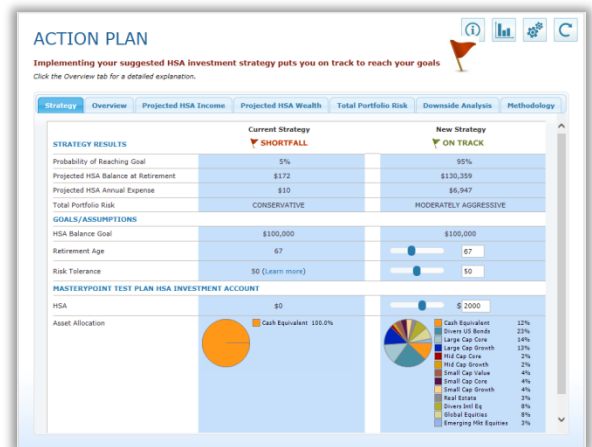 ACTION PLAN
Implementing your suggested HSA investment strategy puts you on track to reach your goals
Click the Overview tab for a detailed explanation.
Strategy Overview Projected HSA Income Projected HSA Wealth Total Portfolio Risk Downside Analysis Methodology
Current Strategy New Strategy
STRATEGY RESULTS SHORTFALL ON TRACK
Probability of Reaching Goal 5% 95%
Projected HSA Balance at Retirement $172 $130,359
Projected HSA Annual Expense $10 $6,947
Total Portfolio Risk CONSERVATIVE MODERATELY AGGRESSIVE
GOALS/ASSUMPTIONS
HSA Balance Goal $100,000 $100,000
Retirement Age 67 67
Risk Tolerance 50 (Learn more) 50
MASTERYPOINT TEST PLAN HSA INVESTMENT ACCOUNT
HSA $0 $ 2000
Asset Allocation Cash Equivalent 100.0% Cash Equivalent 12%
Divers US Bonds 23%
Large Cap Core 14%
Large Cap Growth 13%
Mid Cap Core 2%
Mid Cap Growth 2%
Small Cap Value 4%
Small Cap Core 4%
Small Cap Growth 4%
Real Estate 3%
Divers Intl Eq 8%
Global Equities 8%
Emerging Mkt Equities 3%